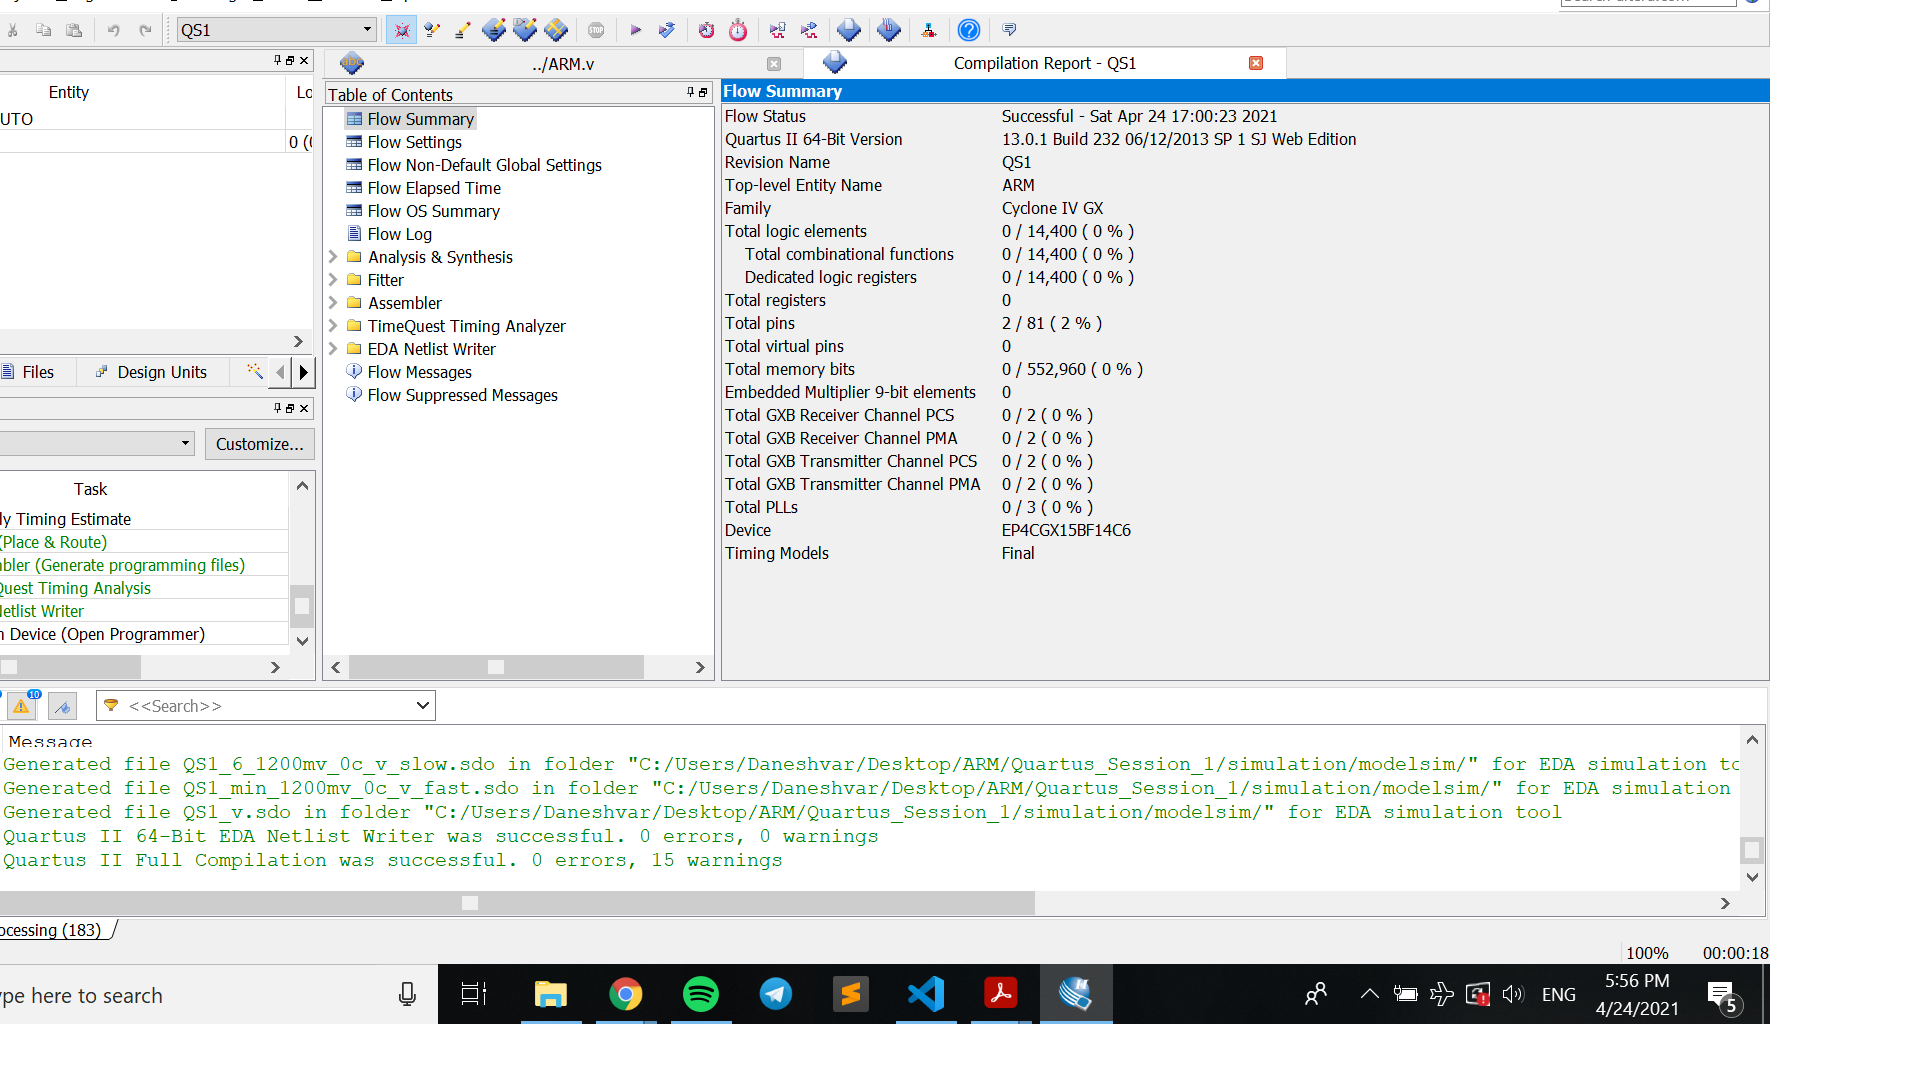 QS1
Entity
Lo
UTO
0 (
Files
Design Units
Customize...
Task
ly Timing Estimate
(Place & Route)
bler (Generate programming files)
Quest Timing Analysis
Netlist Writer
n Device (Open Programmer)
../ARM.v
Compilation Report - QS1
Table of Contents
Flow Summary
Flow Settings
Flow Non-Default Global Settings
Flow Elapsed Time
Flow OS Summary
Flow Log
Analysis & Synthesis
Fitter
Assembler
TimeQuest Timing Analyzer
EDA Netlist Writer
Flow Messages
Flow Suppressed Messages
Flow Summary
Flow Status Successful - Sat Apr 24 17:00:23 2021
Quartus II 64-Bit Version 13.0.1 Build 232 06/12/2013 SP 1 SJ Web Edition
Revision Name QS1
Top-level Entity Name ARM
Family Cyclone IV GX
Total logic elements 0 / 14,400 ( 0 % )
Total combinational functions 0 / 14,400 ( 0 % )
Dedicated logic registers 0 / 14,400 ( 0 % )
Total registers 0
Total pins 2 / 81 ( 2 % )
Total virtual pins 0
Total memory bits 0 / 552,960 ( 0 % )
Embedded Multiplier 9-bit elements 0
Total GXB Receiver Channel PCS 0 / 2 ( 0 % )
Total GXB Receiver Channel PMA 0 / 2 ( 0 % )
Total GXB Transmitter Channel PCS 0 / 2 ( 0 % )
Total GXB Transmitter Channel PMA 0 / 2 ( 0 % )
Total PLLs 0 / 3 ( 0 % )
Device EP4CGX15BF14C6
Timing Models Final
10
<<Search>>
Message
Generated file QS1_6_1200mv_0c_v_slow.sdo in folder "C:/Users/Daneshvar/Desktop/ARM/Quartus_Session_1/simulation/modelsim/" for EDA simulation to
Generated file QS1_min_1200mv_0c_v_fast.sdo in folder "C:/Users/Daneshvar/Desktop/ARM/Quartus_Session_1/simulation/modelsim/" for EDA simulation
Generated file QS1_v.sdo in folder "C:/Users/Daneshvar/Desktop/ARM/Quartus_Session_1/simulation/modelsim/" for EDA simulation tool
Quartus II 64-Bit EDA Netlist Writer was successful. 0 errors, 0 warnings
Quartus II Full Compilation was successful. 0 errors, 15 warnings
ocessing (183)
100% 00:00:18
ype here to search
ENG
5:56 PM
4/24/2021
5